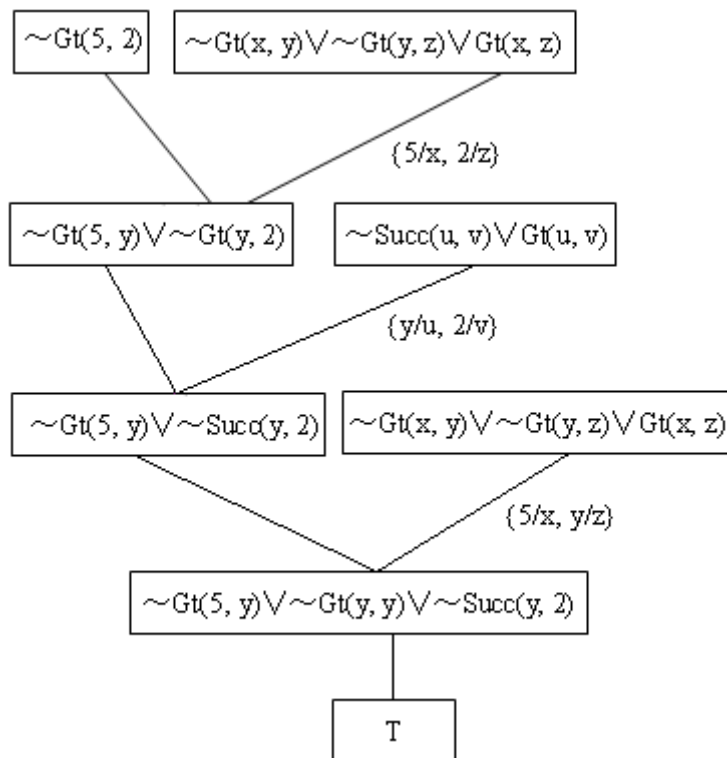 ~Gt(5, 2)
~Gt(x, y)∨~Gt(y, z)∨Gt(x, z)
{5/x, 2/z}
~Gt(5, y)∨~Gt(y, 2)
~Succ(u, v)∨Gt(u, v)
{y/u, 2/v}
~Gt(5, y)∨~Succ(y, 2)
~Gt(x, y)∨~Gt(y, z)∨Gt(x, z)
{5/x, y/z}
~Gt(5, y)∨~Gt(y, y)∨~Succ(y, 2)
T